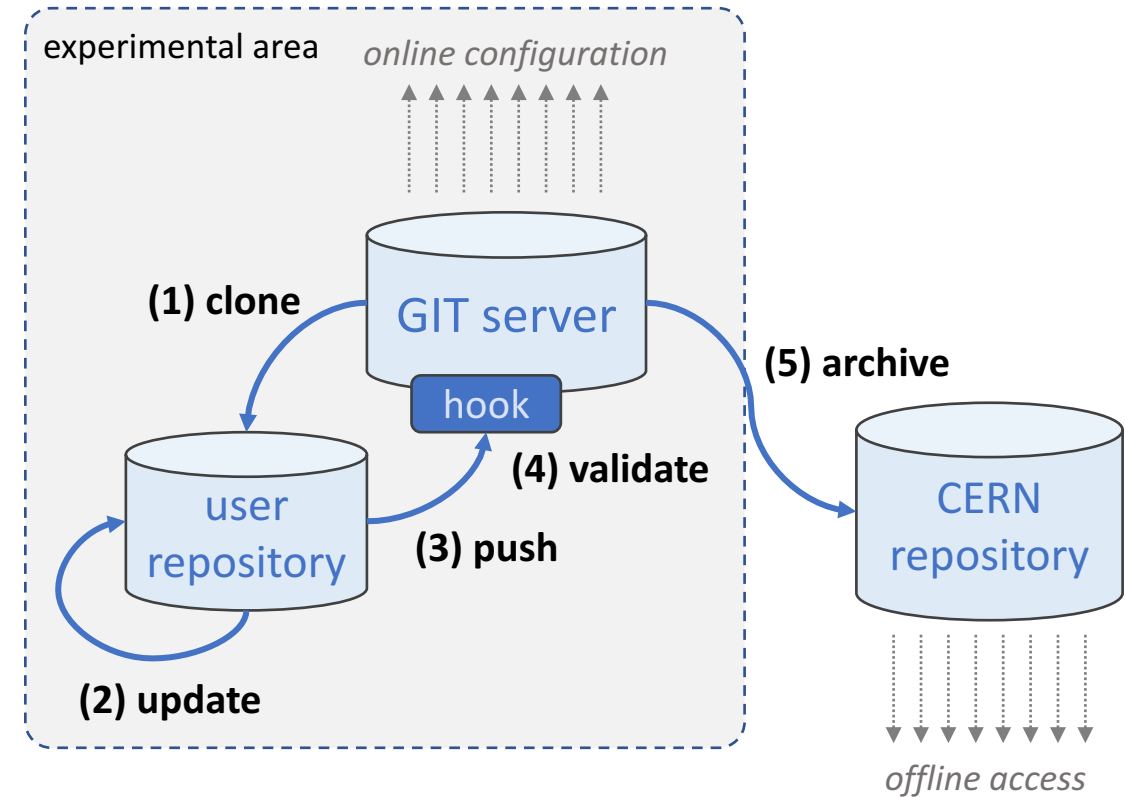 experimental area
online configuration
(1) clone
GIT server
(5) archive
hook
(4) validate
user
repository
(3) push
CERN
repository
(2) update
offline access